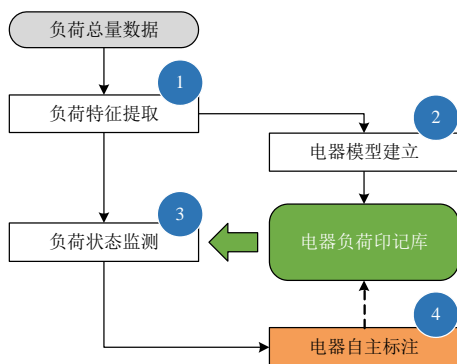 负荷总量数据
1
负荷特征提取
2
电器模型建立
3
负荷状态监测
电器负荷印记库
4
电器自主标注